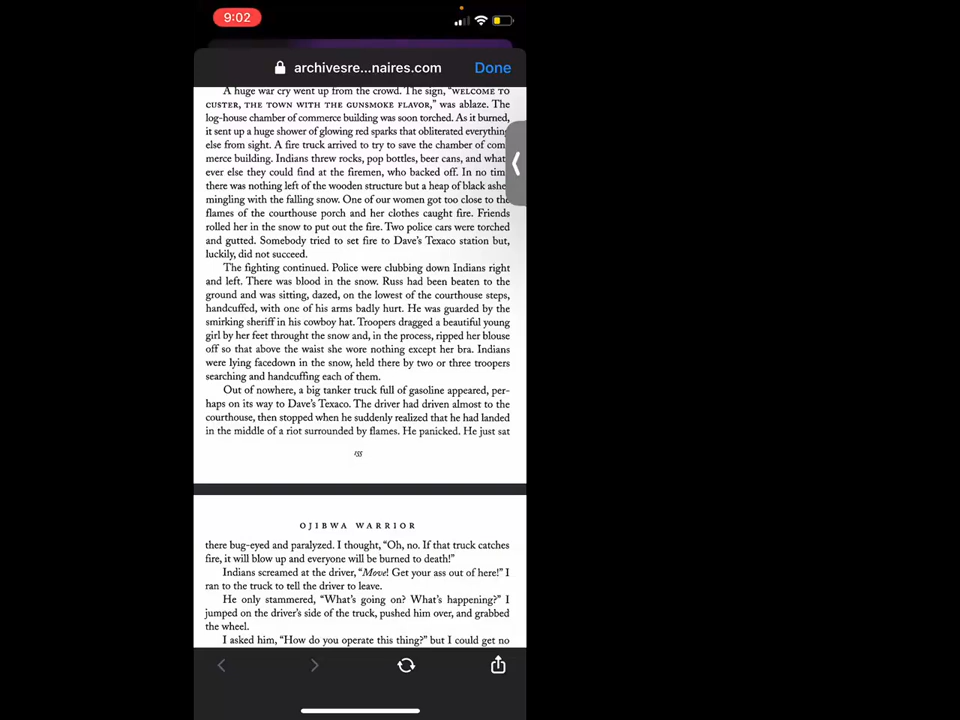 9:02
archivesre...naires.com
Done
A huge war cry went up from the crowd. The sign, "WELCOME TO
CUSTER, THE TOWN WITH THE GUNSMOKE FLAVOR," was ablaze. The
log-house chamber of commerce building was soon torched. As it burned,
it sent up a huge shower of glowing red sparks that obliterated everything
else from sight. A fire truck arrived to try to save the chamber of com
merce building. Indians threw rocks, pop bottles, beer cans, and what
ever else they could find at the firemen, who backed off. In no tim
there was nothing left of the wooden structure but a heap of black ashe
mingling with the falling snow. One of our women got too close to the
flames of the courthouse porch and her clothes caught fire. Friends
rolled her in the snow to put out the fire. Two police cars were torched
and gutted. Somebody tried to set fire to Dave's Texaco station but,
luckily, did not succeed.
The fighting continued. Police were clubbing down Indians right
and left. There was blood in the snow. Russ had been beaten to the
ground and was sitting, dazed, on the lowest of the courthouse steps,
handcuffed, with one of his arms badly hurt. He was guarded by the
smirking sheriff in his cowboy hat. Troopers dragged a beautiful young
girl by her feet throught the snow and, in the process, ripped her blouse
off so that above the waist she wore nothing except her bra. Indians
were lying facedown in the snow, held there by two or three troopers
searching and handcuffing each of them.
Out of nowhere, a big tanker truck full of gasoline appeared, per-
haps on its way to Dave's Texaco. The driver had driven almost to the
courthouse, then stopped when he suddenly realized that he had landed
in the middle of a riot surrounded by flames. He panicked. He just sat
155
OJIBWA WARRIOR
there bug-eyed and paralyzed. I thought, "Oh, no. If that truck catches
fire, it will blow up and everyone will be burned to death!"
Indians screamed at the driver, "Move! Get your ass out of here!" I
ran to the truck to tell the driver to leave.
He only stammered, "What's going on? What's happening?" I
jumped on the driver's side of the truck, pushed him over, and grabbed
the wheel.
I asked him, "How do you operate this thing?" but I could get no